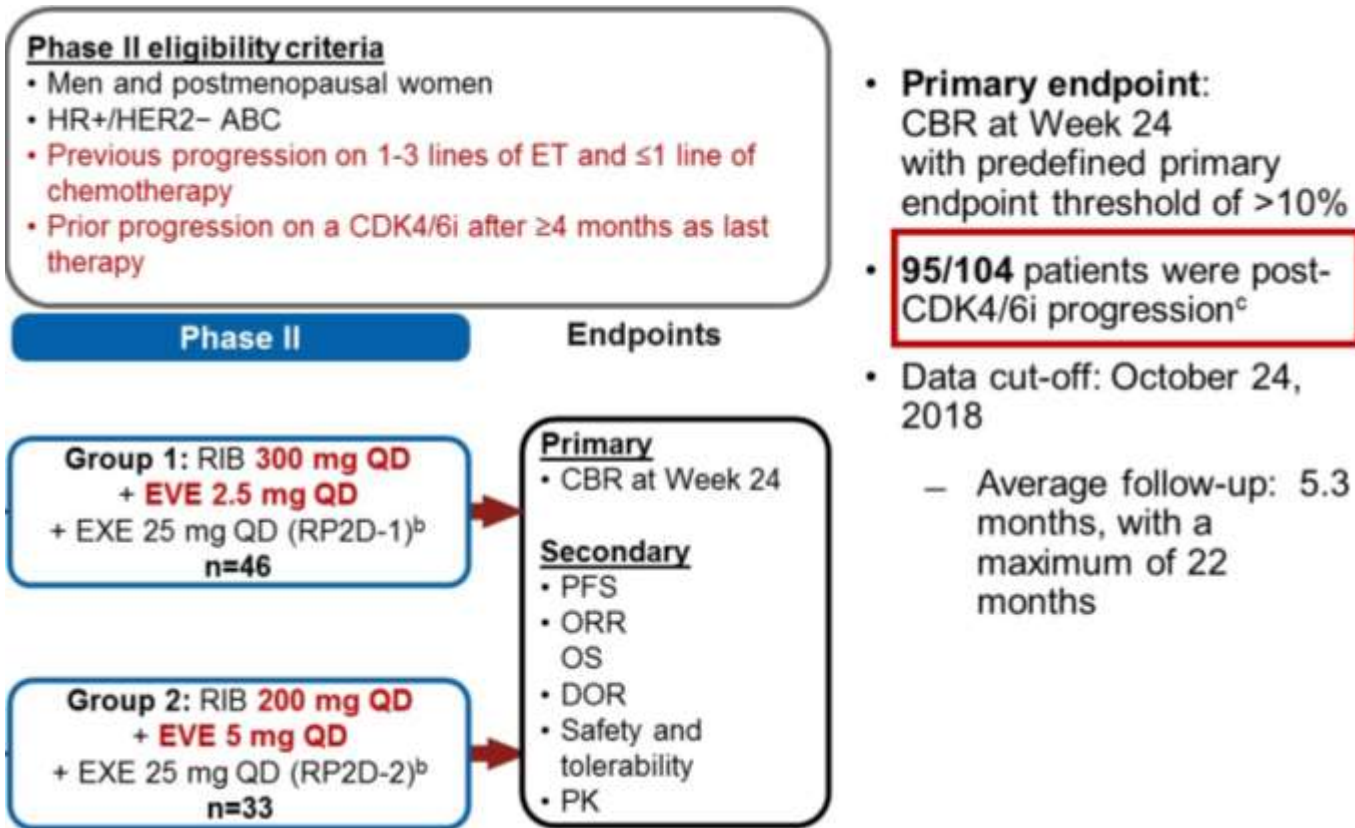 Phase II eligibility criteria
• Men and postmenopausal women
• HR+/HER2− ABC
• Previous progression on 1-3 lines of ET and ≤1 line of
chemotherapy
• Prior progression on a CDK4/6i after ≥4 months as last
therapy
Phase II
Endpoints
Group 1: RIB 300 mg QD
+ EVE 2.5 mg QD
+ EXE 25 mg QD (RP2D-1)ᵇ
n=46
Group 2: RIB 200 mg QD
+ EVE 5 mg QD
+ EXE 25 mg QD (RP2D-2)ᵇ
n=33
Primary
• CBR at Week 24
Secondary
• PFS
• ORR
OS
• DOR
• Safety and
tolerability
• PK
• Primary endpoint:
CBR at Week 24
with predefined primary
endpoint threshold of >10%
• 95/104 patients were post-
CDK4/6i progressionᶜ
• Data cut-off: October 24,
2018
– Average follow-up: 5.3
months, with a
maximum of 22
months